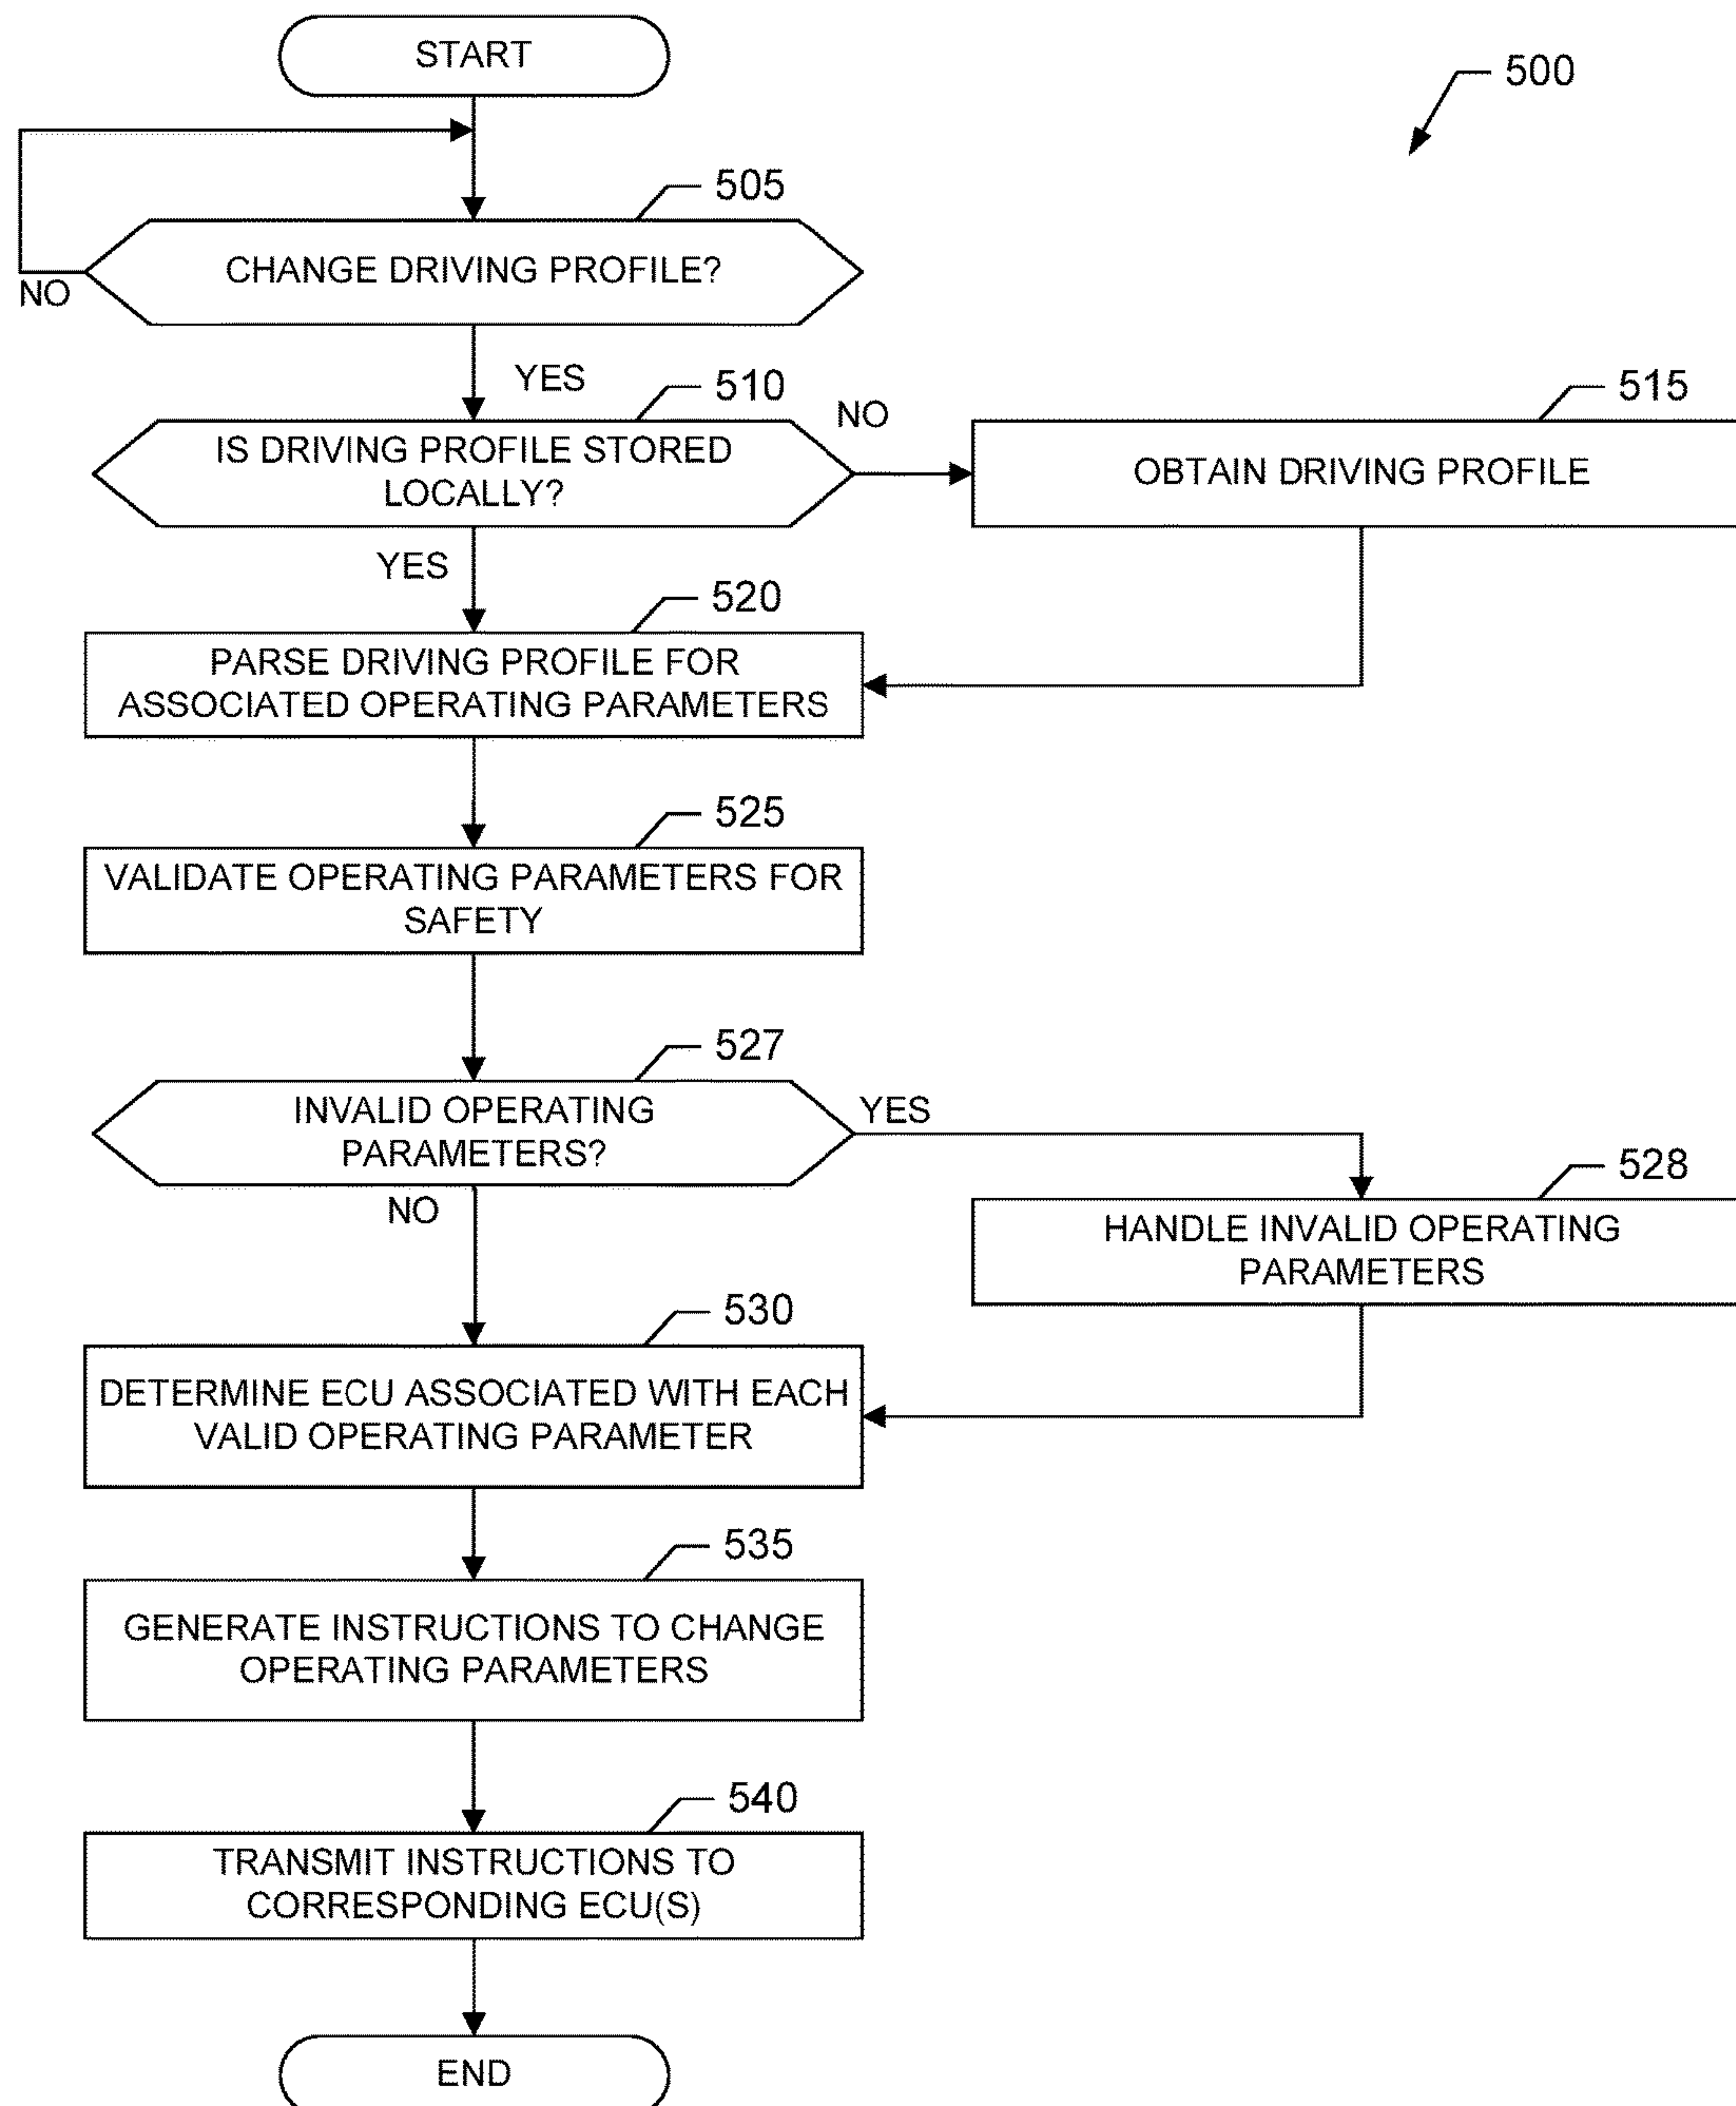 START
500
505
CHANGE DRIVING PROFILE?
NO
YES
510
NO
515
IS DRIVING PROFILE STORED
LOCALLY?
OBTAIN DRIVING PROFILE
YES
520
PARSE DRIVING PROFILE FOR
ASSOCIATED OPERATING PARAMETERS
525
VALIDATE OPERATING PARAMETERS FOR
SAFETY
527
INVALID OPERATING
PARAMETERS?
YES
NO
528
HANDLE INVALID OPERATING
PARAMETERS
530
DETERMINE ECU ASSOCIATED WITH EACH
VALID OPERATING PARAMETER
535
GENERATE INSTRUCTIONS TO CHANGE
OPERATING PARAMETERS
540
TRANSMIT INSTRUCTIONS TO
CORRESPONDING ECU(S)
END